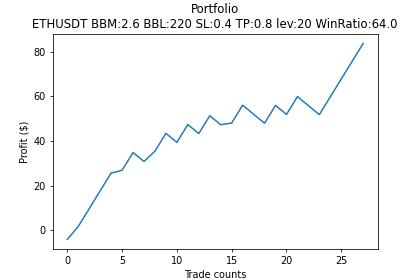 Portfolio
ETHUSDT BBM:2.6 BBL:220 SL:0.4 TP:0.8 lev:20 WinRatio:64.0
Profit ($)
80
60
40
20
0
0 5 10 15 20 25
Trade counts